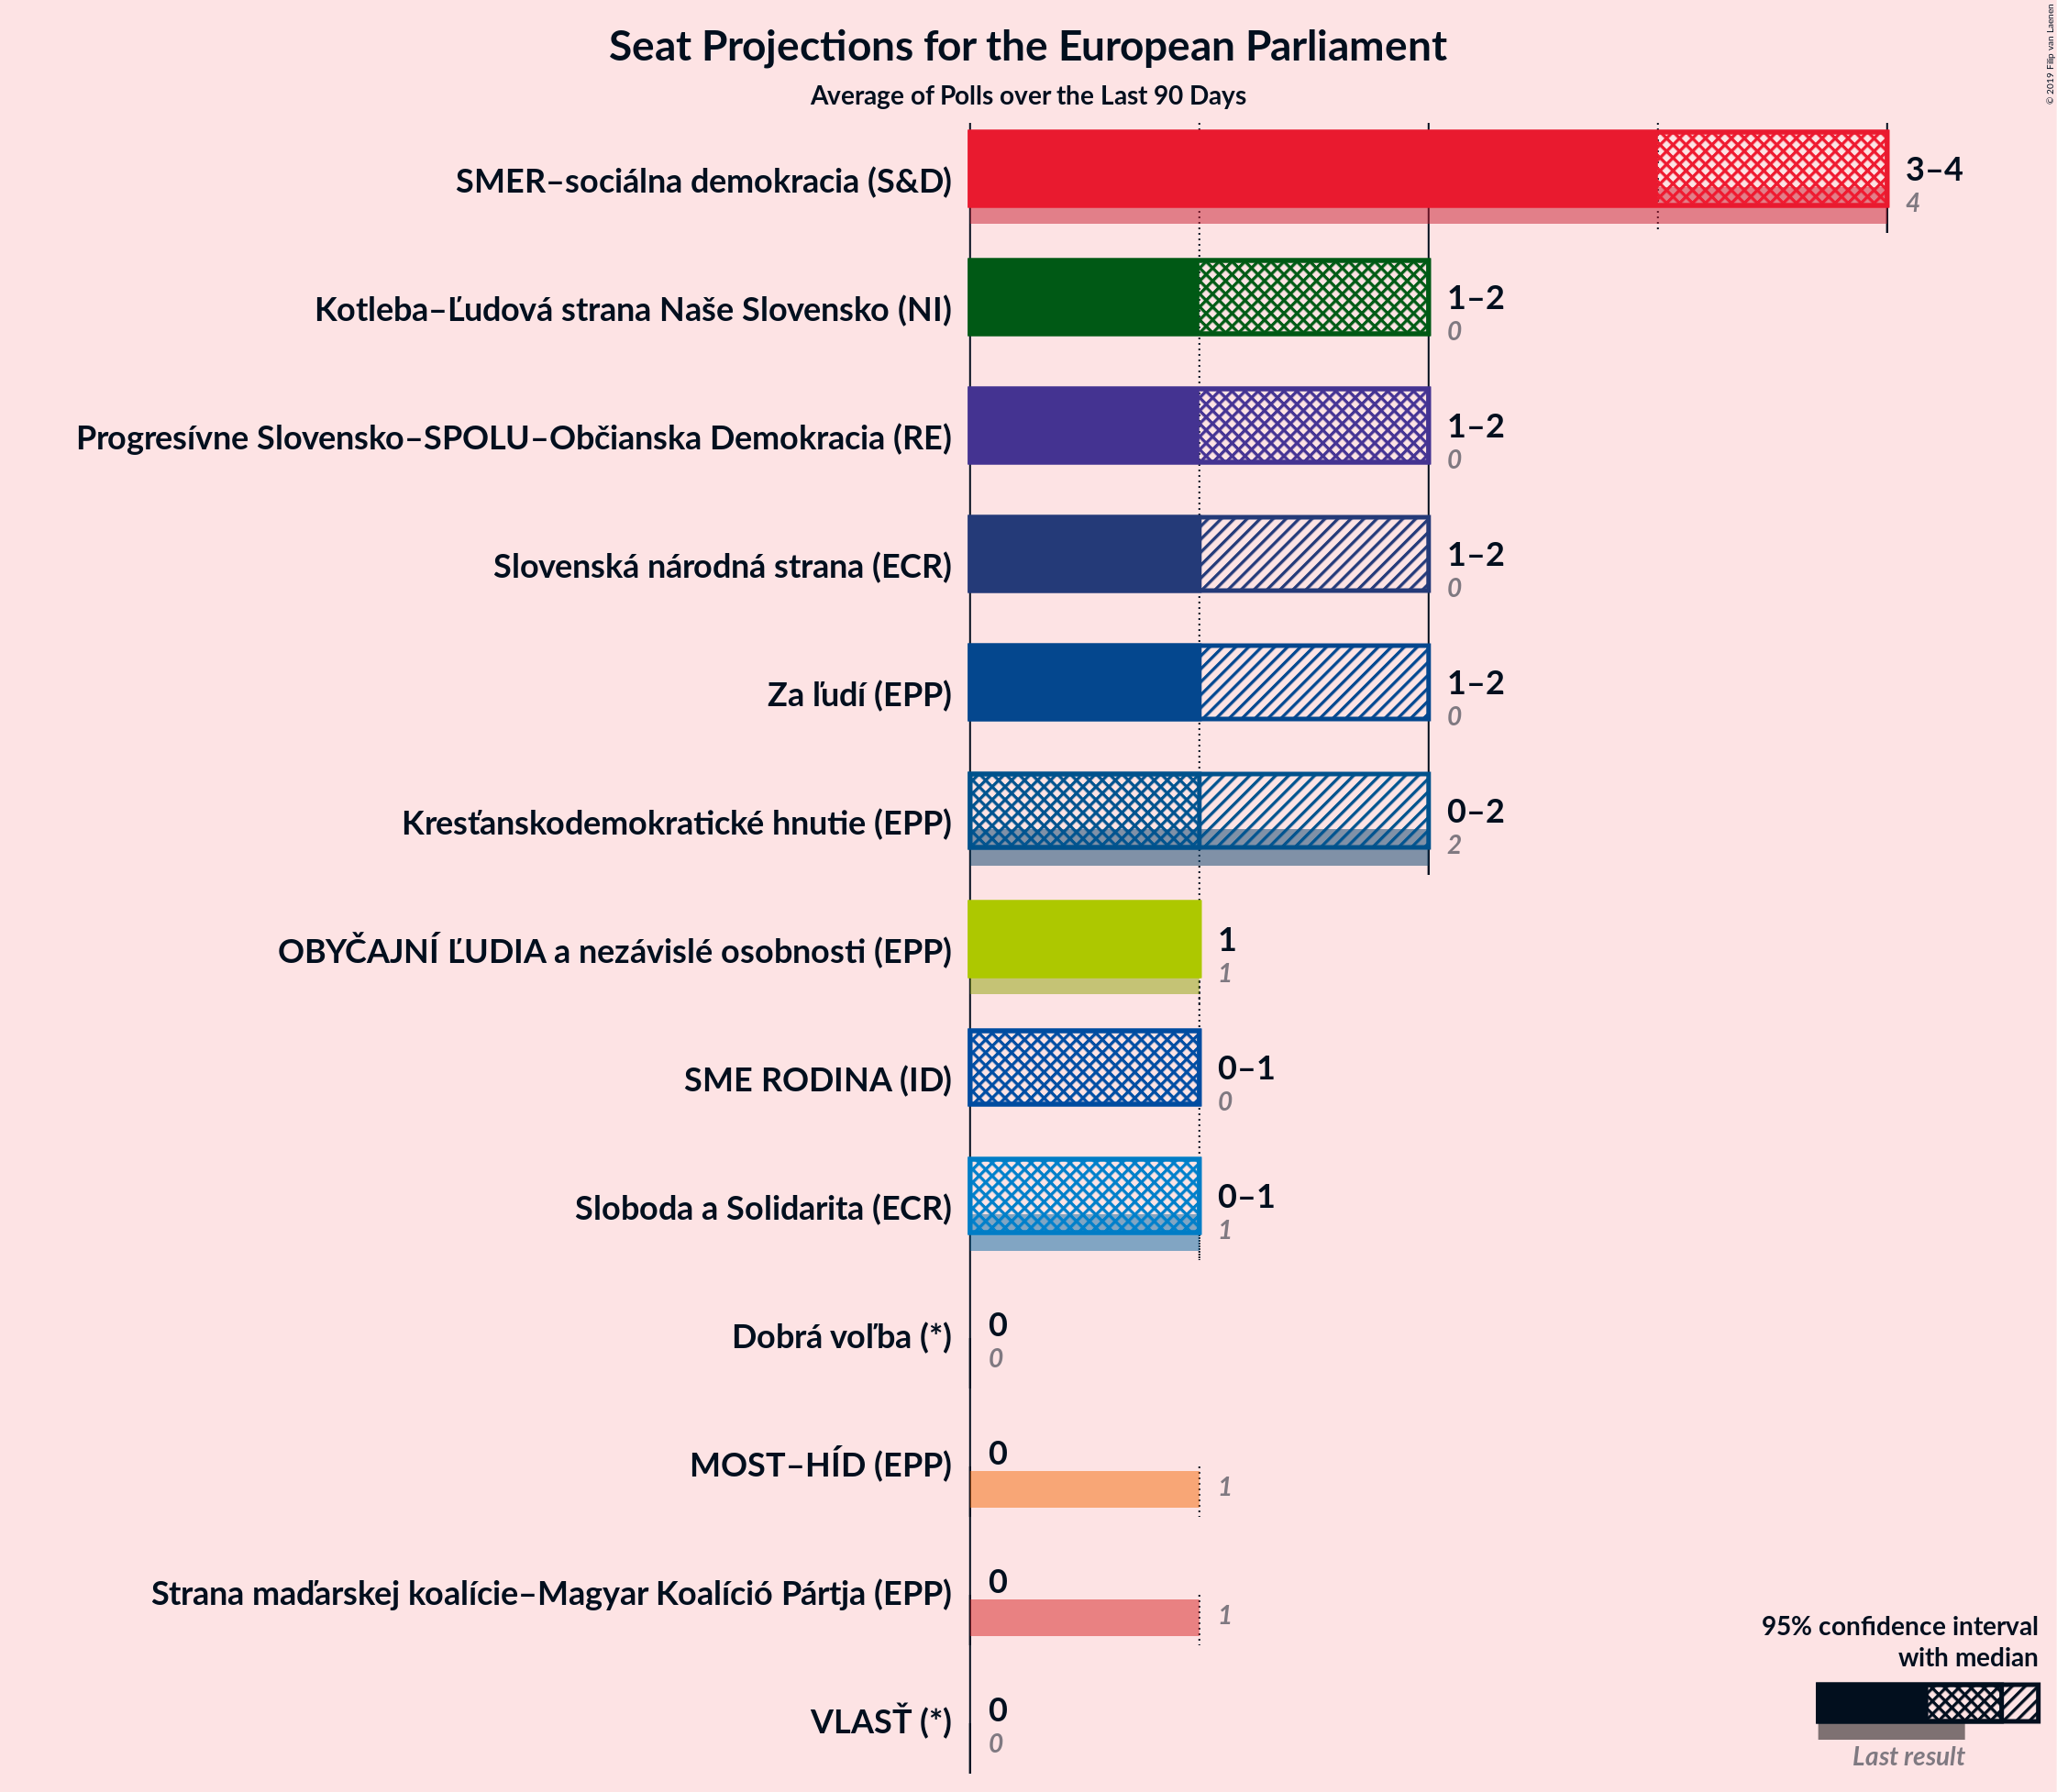 Seat Projections for the European Parliament
Average of Polls over the Last 90 Days
© 2019 Filip van Laenen
SMER–sociálna demokracia (S&D)
3–4
4
Kotleba–Ľudová strana Naše Slovensko (NI)
1–2
0
Progresívne Slovensko–SPOLU–Občianska Demokracia (RE)
1–2
0
Slovenská národná strana (ECR)
1–2
0
Za ľudí (EPP)
1–2
0
Kresťanskodemokratické hnutie (EPP)
0–2
2
OBYČAJNÍ ĽUDIA a nezávislé osobnosti (EPP)
1
1
SME RODINA (ID)
0–1
0
Sloboda a Solidarita (ECR)
0–1
1
Dobrá voľba (*)
0
0
MOST–HÍD (EPP)
0
1
Strana maďarskej koalície–Magyar Koalíció Pártja (EPP)
0
1
VLASŤ (*)
0
0
95% confidence interval
with median
Last result